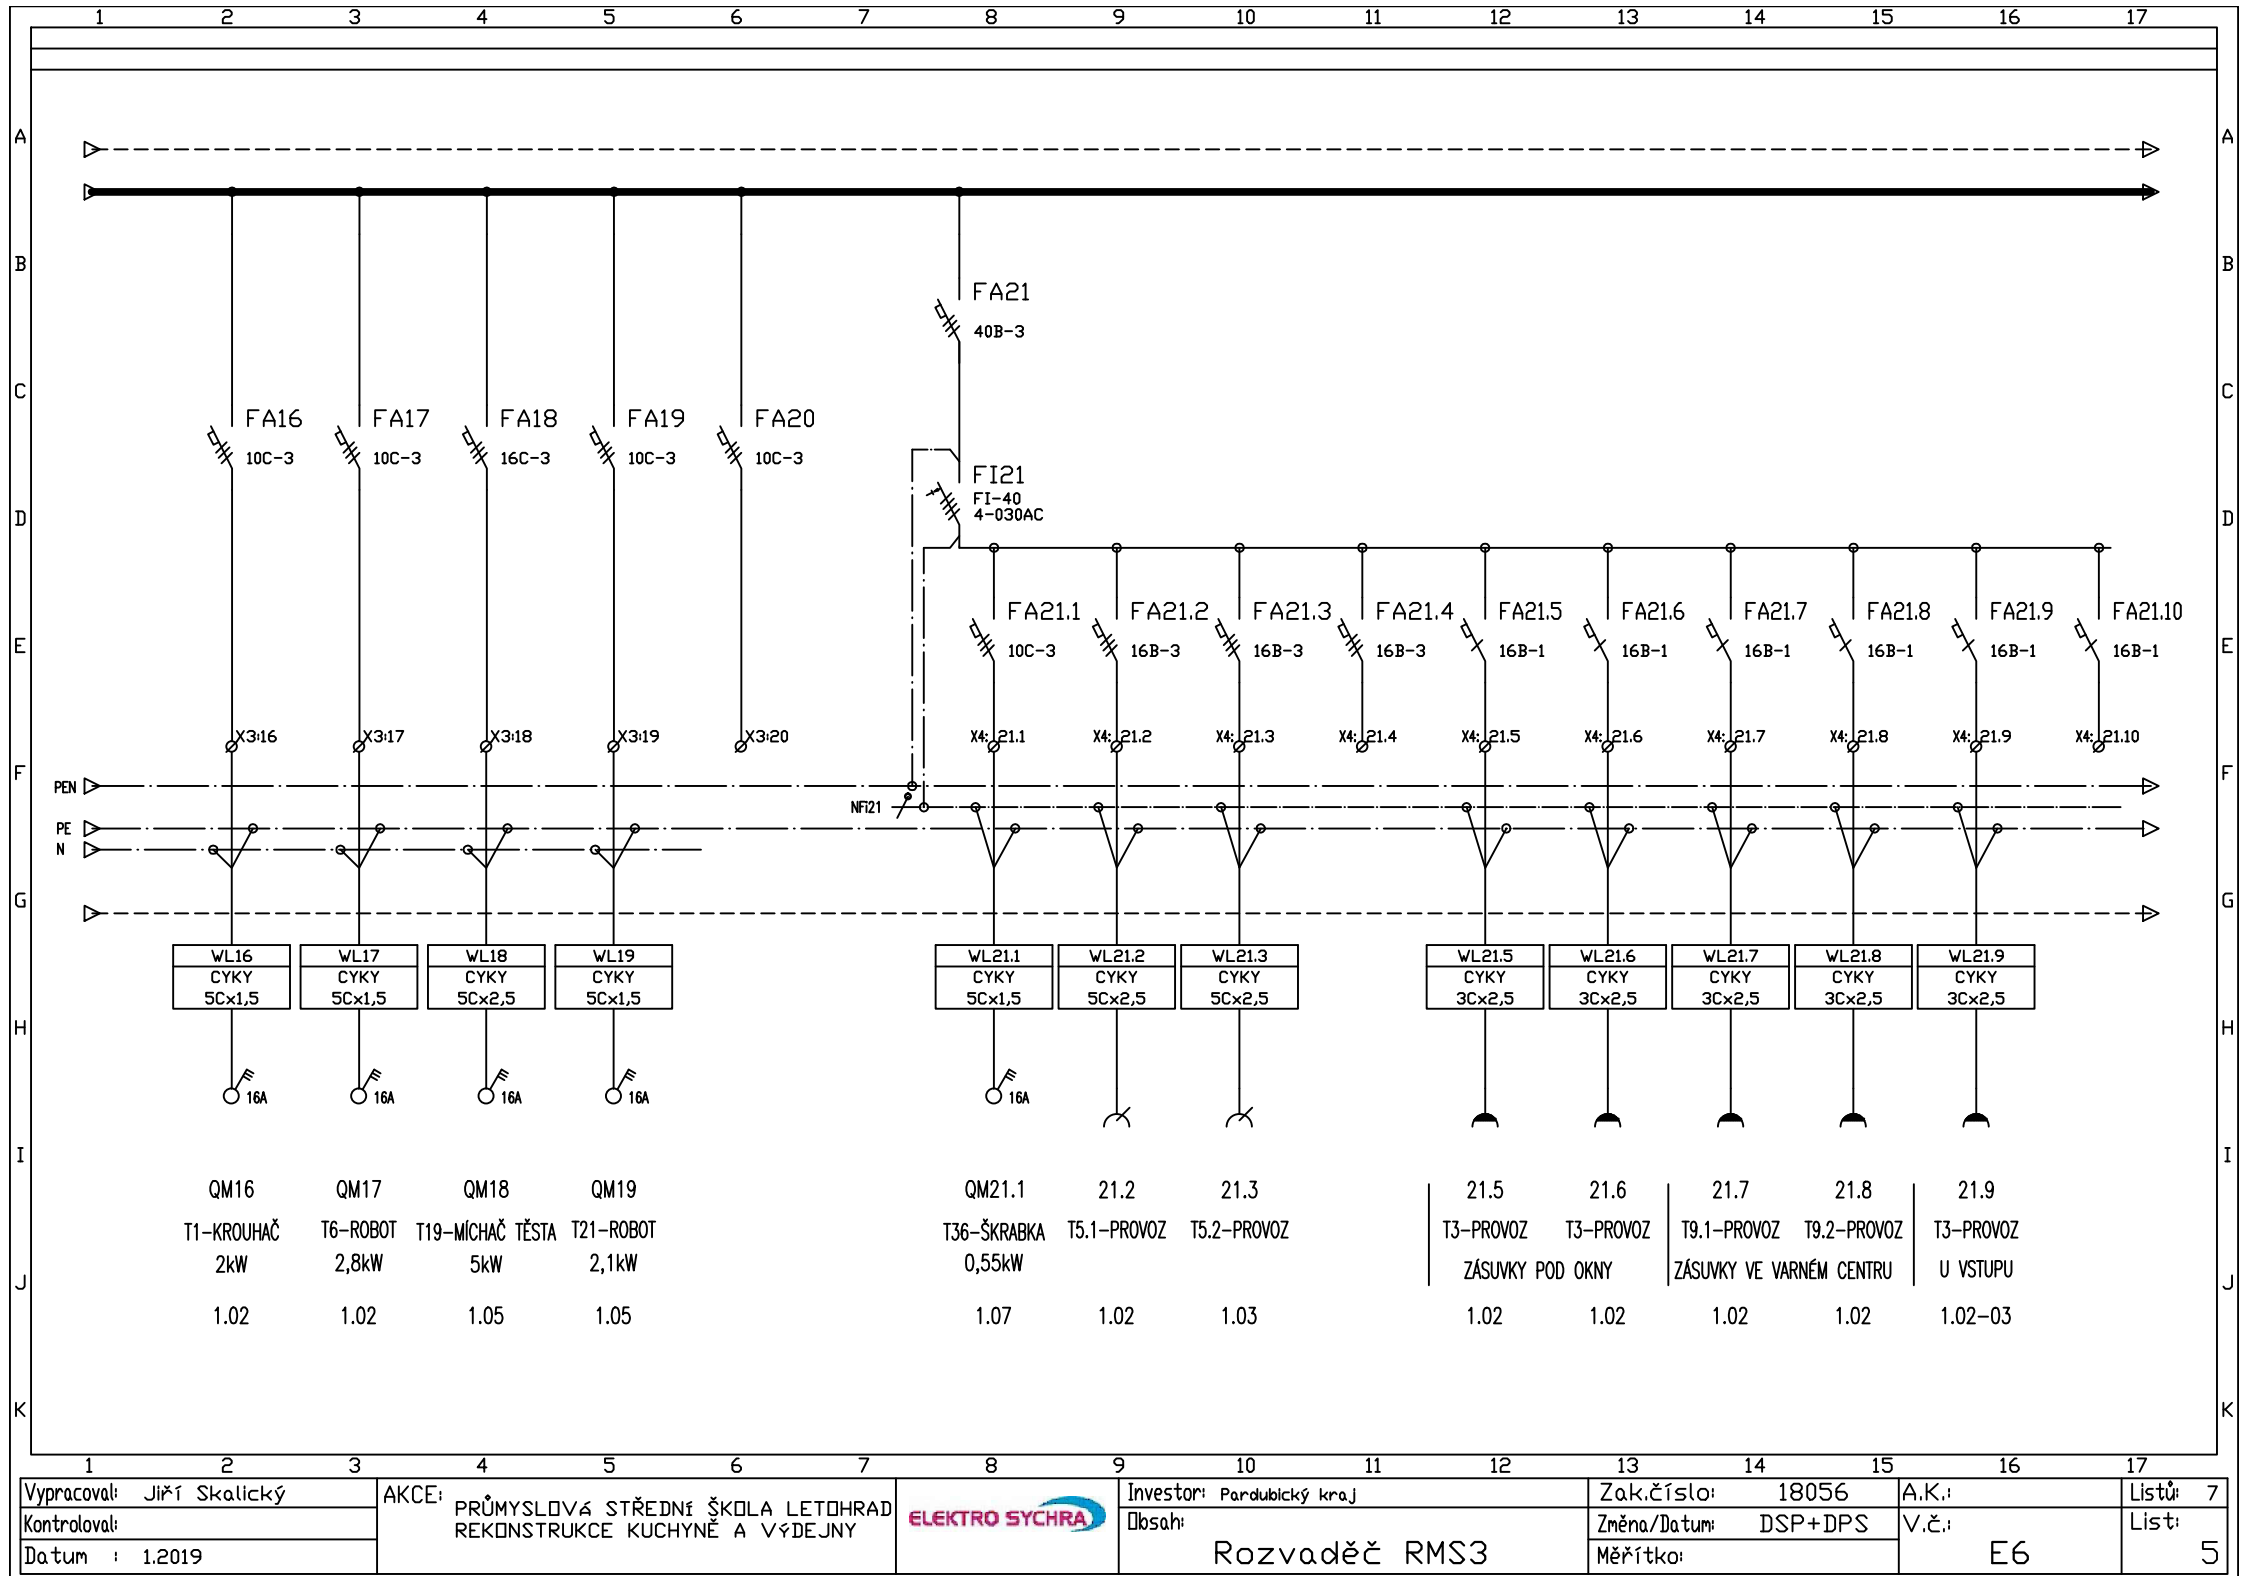 1 2 3 4 5 6 7 8 9 10 11 12 13 14 15 16 17
A A
B B
FA21
40B-3
C C
FA16 FA17 FA18 FA19 FA20
10C-3 10C-3 16C-3 10C-3 10C-3
FI21
FI-40
4-030AC
D D
FA21.1 FA21.2 FA21.3 FA21.4 FA21.5 FA21.6 FA21.7 FA21.8 FA21.9 FA21.10
10C-3 16B-3 16B-3 16B-3 16B-1 16B-1 16B-1 16B-1 16B-1 16B-1
E E
X3:16 X3:17 X3:18 X3:19 X3:20 X4: 21.1 X4: 21.2 X4: 21.3 X4: 21.4 X4: 21.5 X4: 21.6 X4: 21.7 X4: 21.8 X4: 21.9 X4: 21.10
F F
PEN
NFi21
PE
N
G G
WL16 WL17 WL18 WL19 WL21.1 WL21.2 WL21.3 WL21.5 WL21.6 WL21.7 WL21.8 WL21.9
CYKY CYKY CYKY CYKY CYKY CYKY CYKY CYKY CYKY CYKY CYKY CYKY
5Cx1,5 5Cx1,5 5Cx2,5 5Cx1,5 5Cx1,5 5Cx2,5 5Cx2,5 3Cx2,5 3Cx2,5 3Cx2,5 3Cx2,5 3Cx2,5
H H
16A 16A 16A 16A 16A
I I
QM16 QM17 QM18 QM19 QM21.1 21.2 21.3 21.5 21.6 21.7 21.8 21.9
T1-KROUHAČ T6-ROBOT T19-MÍCHAČ TĚSTA T21-ROBOT T36-ŠKRABKA T5.1-PROVOZ T5.2-PROVOZ T3-PROVOZ T3-PROVOZ T9.1-PROVOZ T9.2-PROVOZ T3-PROVOZ
2kW 2,8kW 5kW 2,1kW 0,55kW ZÁSUVKY POD OKNY ZÁSUVKY VE VARNÉM CENTRU U VSTUPU
J J
1.02 1.02 1.05 1.05 1.07 1.02 1.03 1.02 1.02 1.02 1.02 1.02-03
K K
1 2 3 4 5 6 7 8 9 10 11 12 13 14 15 16 17
Vypracoval: Jiří Skalický
Kontroloval:
Datum : 1.2019
AKCE:
PRŮMYSLOVÁ STŘEDNÍ ŠKOLA LETOHRAD
REKONSTRUKCE KUCHYNĚ A VÝDEJNY
ELEKTRO SYCHRA
Investor: Pardubický kraj
Obsah:
Rozvaděč RMS3
Zak.číslo: 18056
Změna/Datum: DSP+DPS
Měřítko:
A.K.:
V.č.:
E6
Listů: 7
List:
5